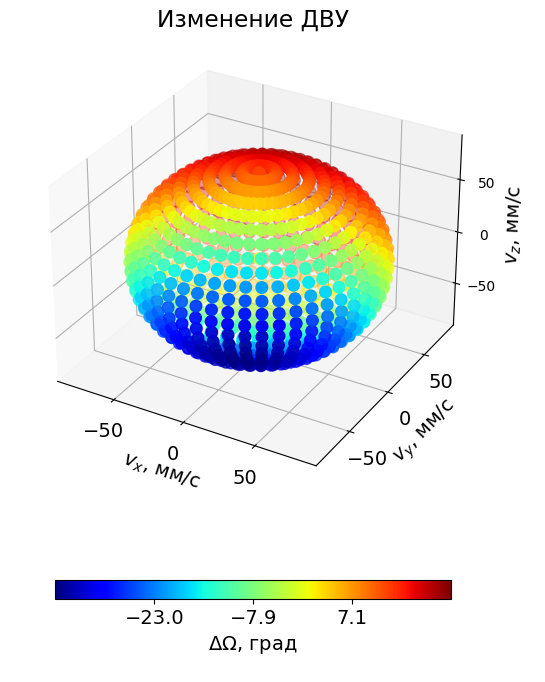 Изменение ДВУ
50
0
−50
v_z, мм/с
50
0
−50
v_y, мм/с
−50
0
50
v_x, мм/с
−23.0 −7.9 7.1
ΔΩ, град